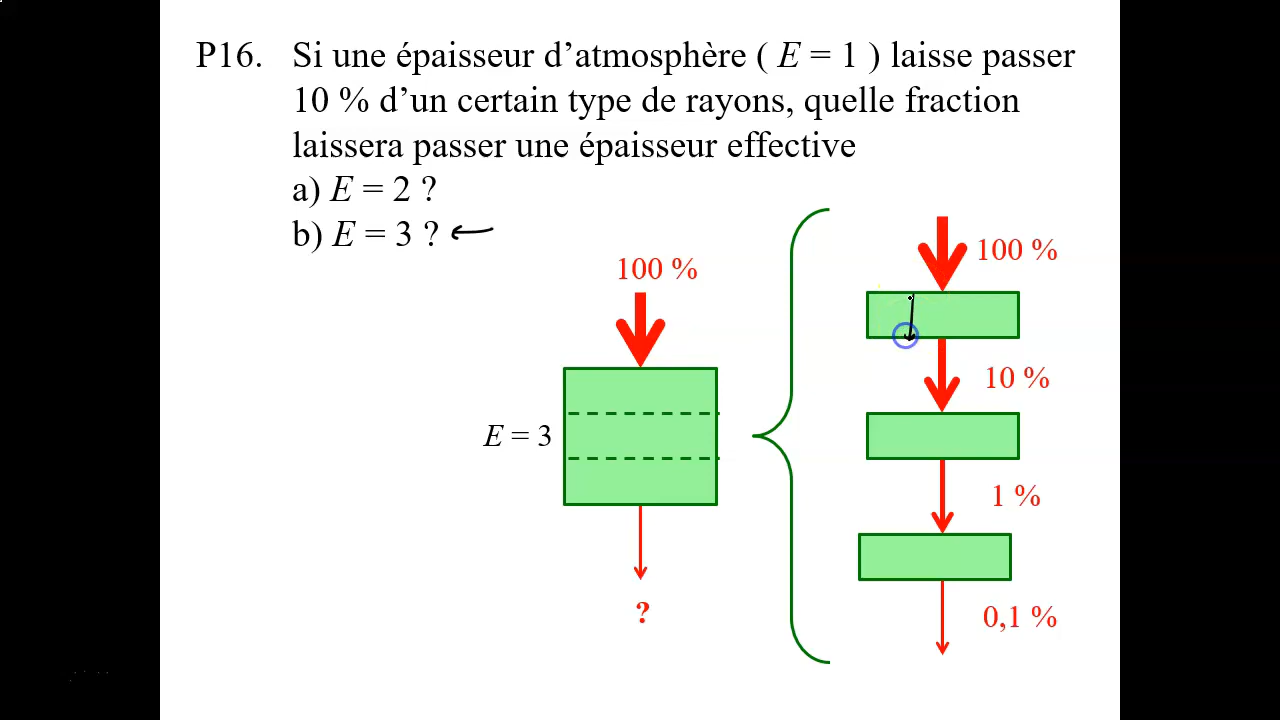 P16. Si une épaisseur d’atmosphère ( E = 1 ) laisse passer
10 % d’un certain type de rayons, quelle fraction
laissera passer une épaisseur effective
a) E = 2 ?
b) E = 3 ?
100 %
100 %
10 %
E = 3
1 %
?
0,1 %